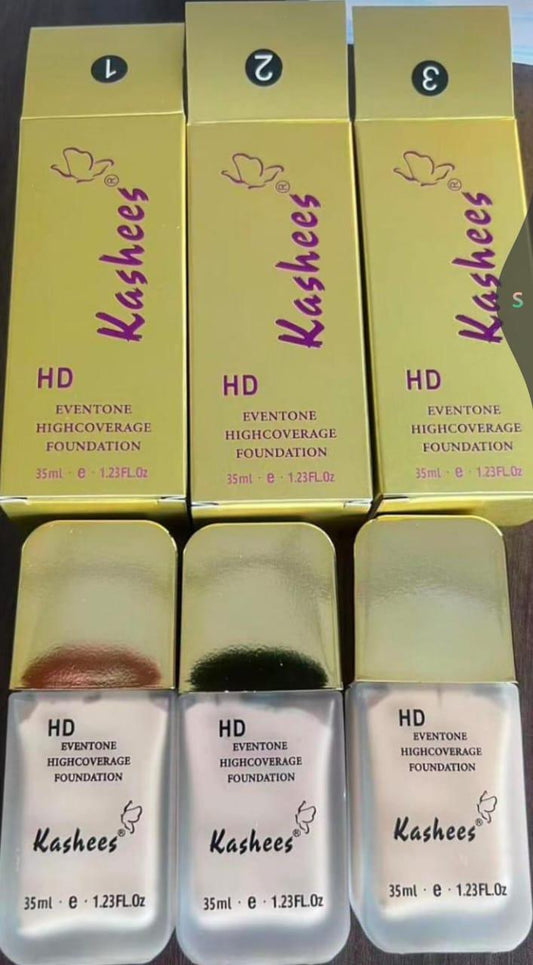 1
Kashees®
HD
EVENTONE
HIGHCOVERAGE
FOUNDATION
35ml · e · 1.23FL.Oz
2
Kashees®
HD
EVENTONE
HIGHCOVERAGE
FOUNDATION
35ml · e · 1.23FL.Oz
3
Kashees®
HD
EVENTONE
HIGHCOVERAGE
FOUNDATION
35ml · e · 1.23FL.Oz
S
HD
EVENTONE
HIGHCOVERAGE
FOUNDATION
Kashees®
35ml · e · 1.23FL.Oz
HD
EVENTONE
HIGHCOVERAGE
FOUNDATION
Kashees®
35ml · e · 1.23FL.Oz
HD
EVENTONE
HIGHCOVERAGE
FOUNDATION
Kashees®
35ml · e · 1.23FL.Oz